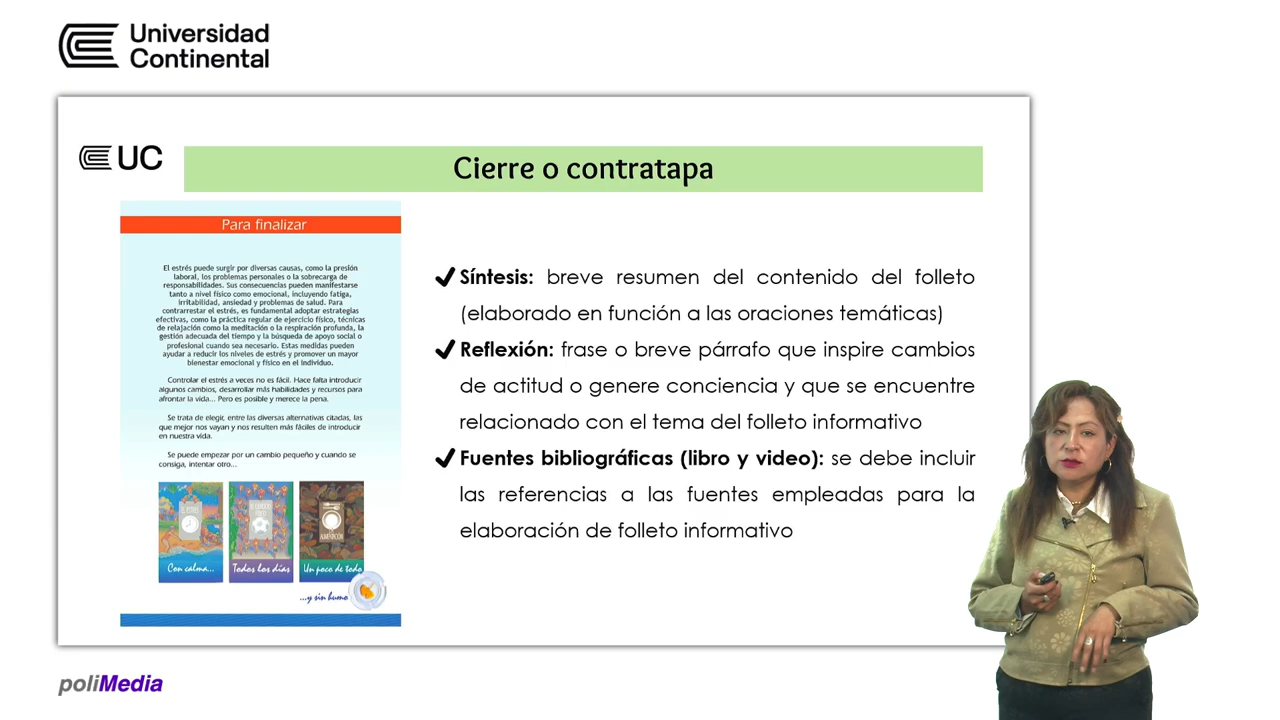 Universidad
Continental
UC
Cierre o contratapa
Para finalizar
El estrés puede surgir por diversas causas, como la presión
laboral, los problemas personales o la sobrecarga de
responsabilidades. Sus consecuencias pueden manifestarse
tanto a nivel físico como emocional, incluyendo fatiga,
irritabilidad, ansiedad y problemas de salud. Para
contrarrestar el estrés, es fundamental adoptar estrategias
efectivas, como la práctica regular de ejercicio físico, técnicas
de relajación como la meditación o la respiración profunda, la
gestión adecuada del tiempo y la búsqueda de apoyo social o
profesional cuando sea necesario. Estas medidas pueden
ayudar a reducir los niveles de estrés y promover un mayor
bienestar emocional y físico en el individuo.
Controlar el estrés a veces no es fácil. Hace falta introducir
algunos cambios, desarrollar más habilidades y recursos para
afrontar la vida... Pero es posible y merece la pena.
Se trata de elegir, entre las diversas alternativas citadas, las
que mejor nos vayan y nos resulten más fáciles de introducir
en nuestra vida.
Se puede empezar por un cambio pequeño y cuando se
consiga, intentar otro...
Con calma...
Todos los días
Un poco de todo
...y sin humo
✔ Síntesis: breve resumen del contenido del folleto
(elaborado en función a las oraciones temáticas)
✔ Reflexión: frase o breve párrafo que inspire cambios
de actitud o genere conciencia y que se encuentre
relacionado con el tema del folleto informativo
✔ Fuentes bibliográficas (libro y video): se debe incluir
las referencias a las fuentes empleadas para la
elaboración de folleto informativo
poliMedia